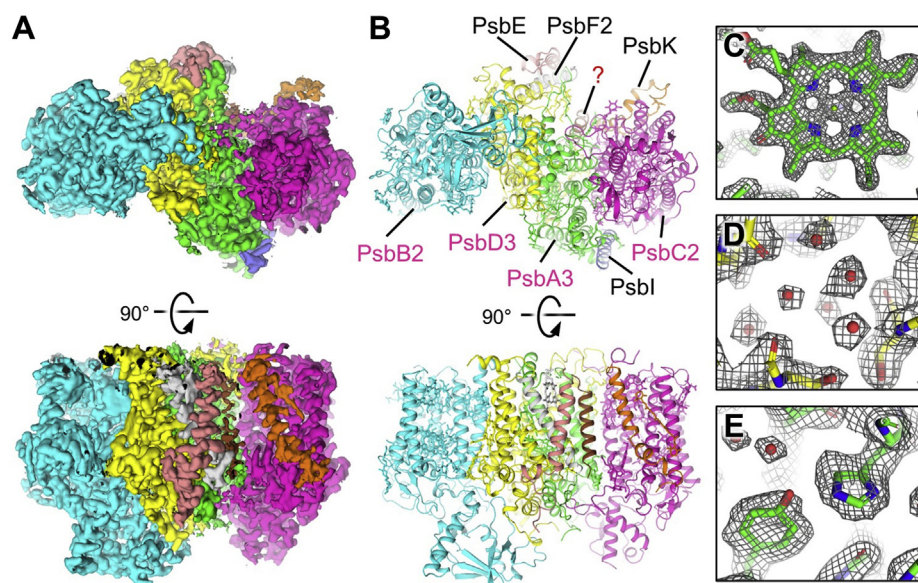 A
B
PsbE
PsbF2
PsbK
?
PsbB2
PsbD3
PsbA3
PsbI
PsbC2
90°
90°
C
D
E